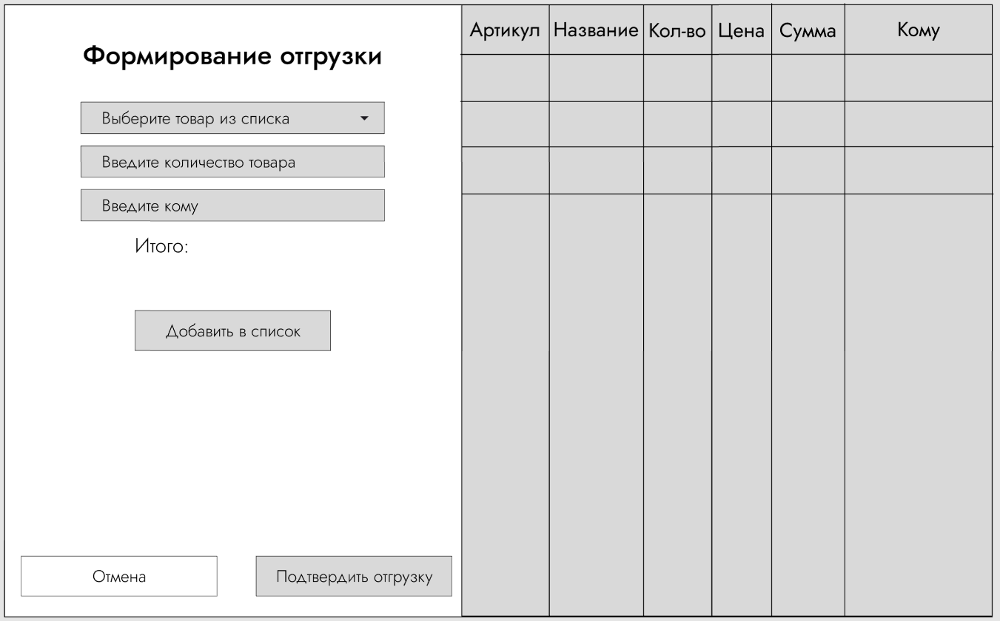 Формирование отгрузки
Выберите товар из списка
Введите количество товара
Введите кому
Итого:
Добавить в список
Отмена
Подтвердить отгрузку
Артикул Название Кол-во Цена Сумма Кому